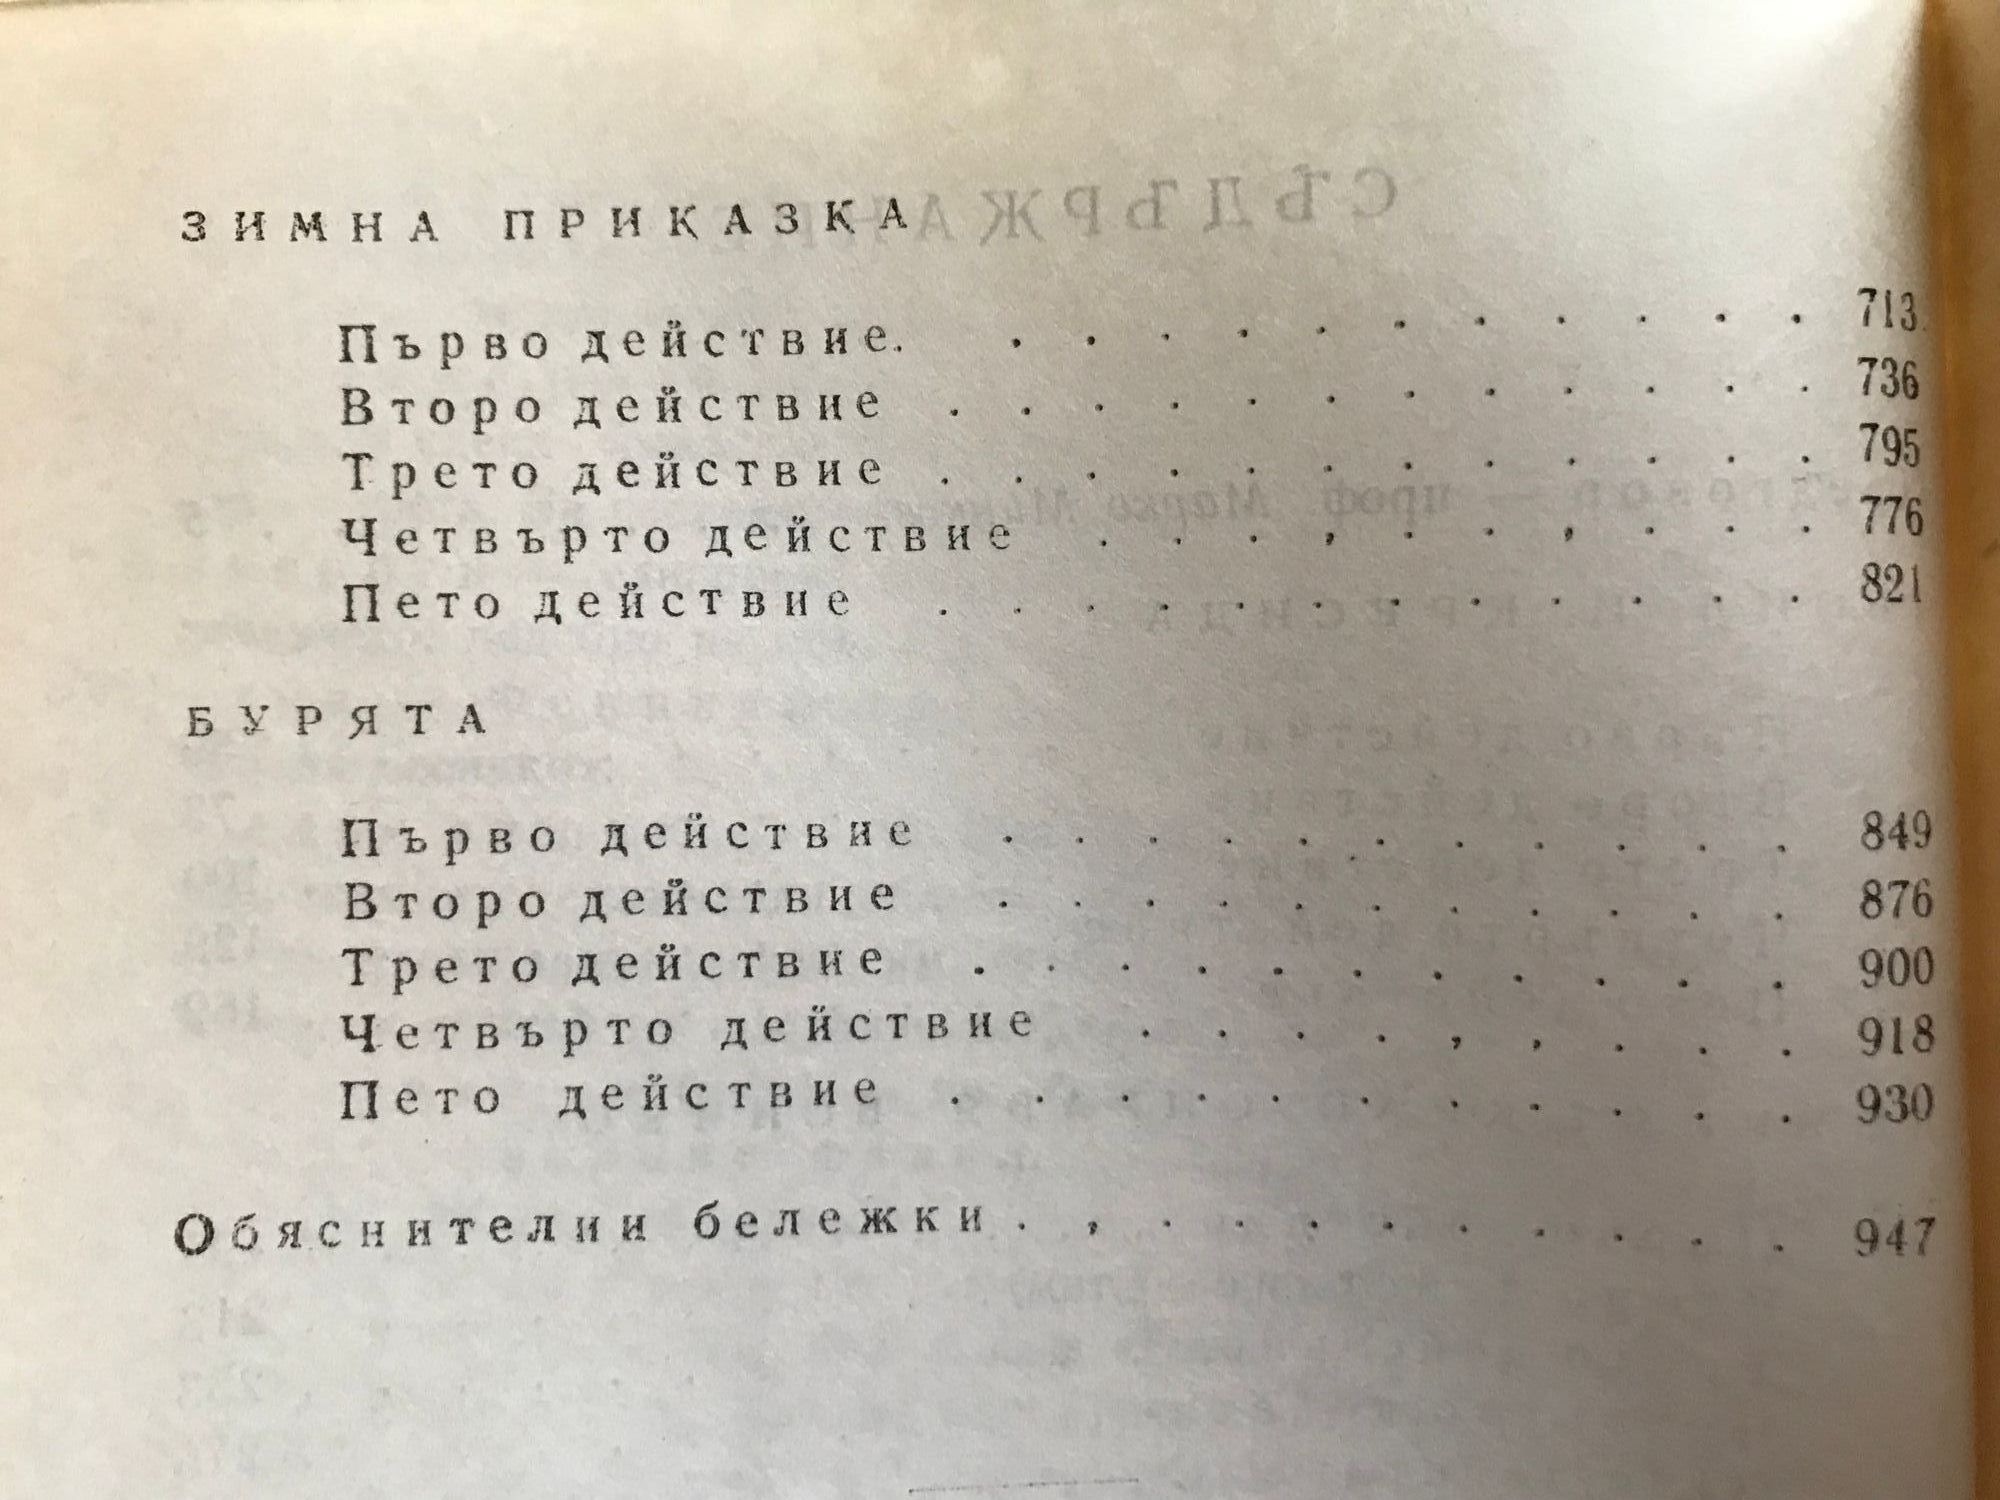 ЗИМНА ПРИКАЗКА
Първо действие. . . . . . . . . . . . 713
Второ действие . . . . . . . . . . . . 736
Трето действие . . . . . . . . . . . . 795
Четвърто действие . . . , . . , . . . 776
Пето действие . . . . . . . . . . . . 821
БУРЯТА
Първо действие . . . . . . . . . . . 849
Второ действие . . . . . . . . . . . 876
Трето действие . . . . . . . . . . . 900
Четвърто действие . . . . , , . . . 918
Пето действие . . . . . . . . . . . 930
Обяснителни бележки . , . . . . . . . . . 947